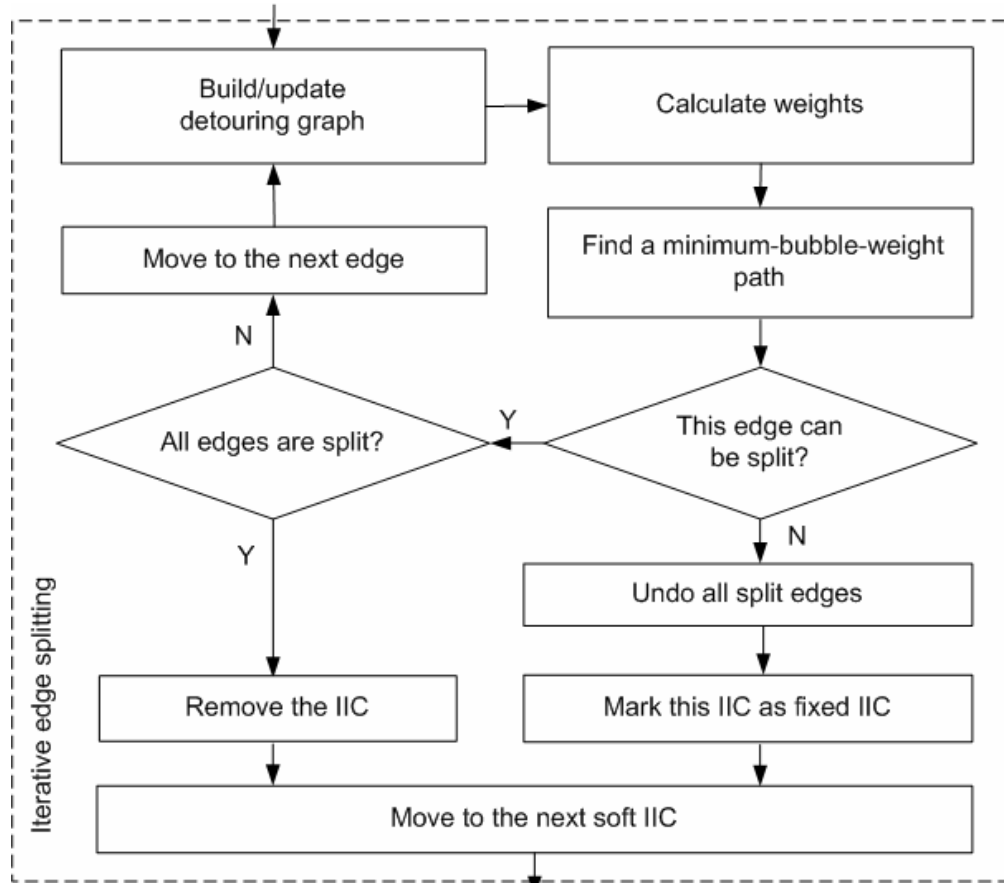 Build/update
detouring graph
Calculate weights
Move to the next edge
Find a minimum-bubble-weight
path
N
All edges are split?
Y
This edge can
be split?
Y
N
Undo all split edges
Remove the IIC
Mark this IIC as fixed IIC
Move to the next soft IIC
Iterative edge splitting